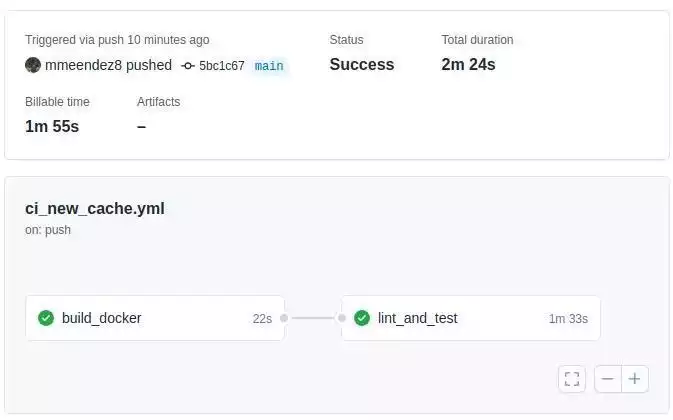 Triggered via push 10 minutes ago
mmeendez8 pushed 5bc1c67 main
Status
Success
Total duration
2m 24s
Billable time
1m 55s
Artifacts
–
ci_new_cache.yml
on: push
build_docker 22s
lint_and_test 1m 33s